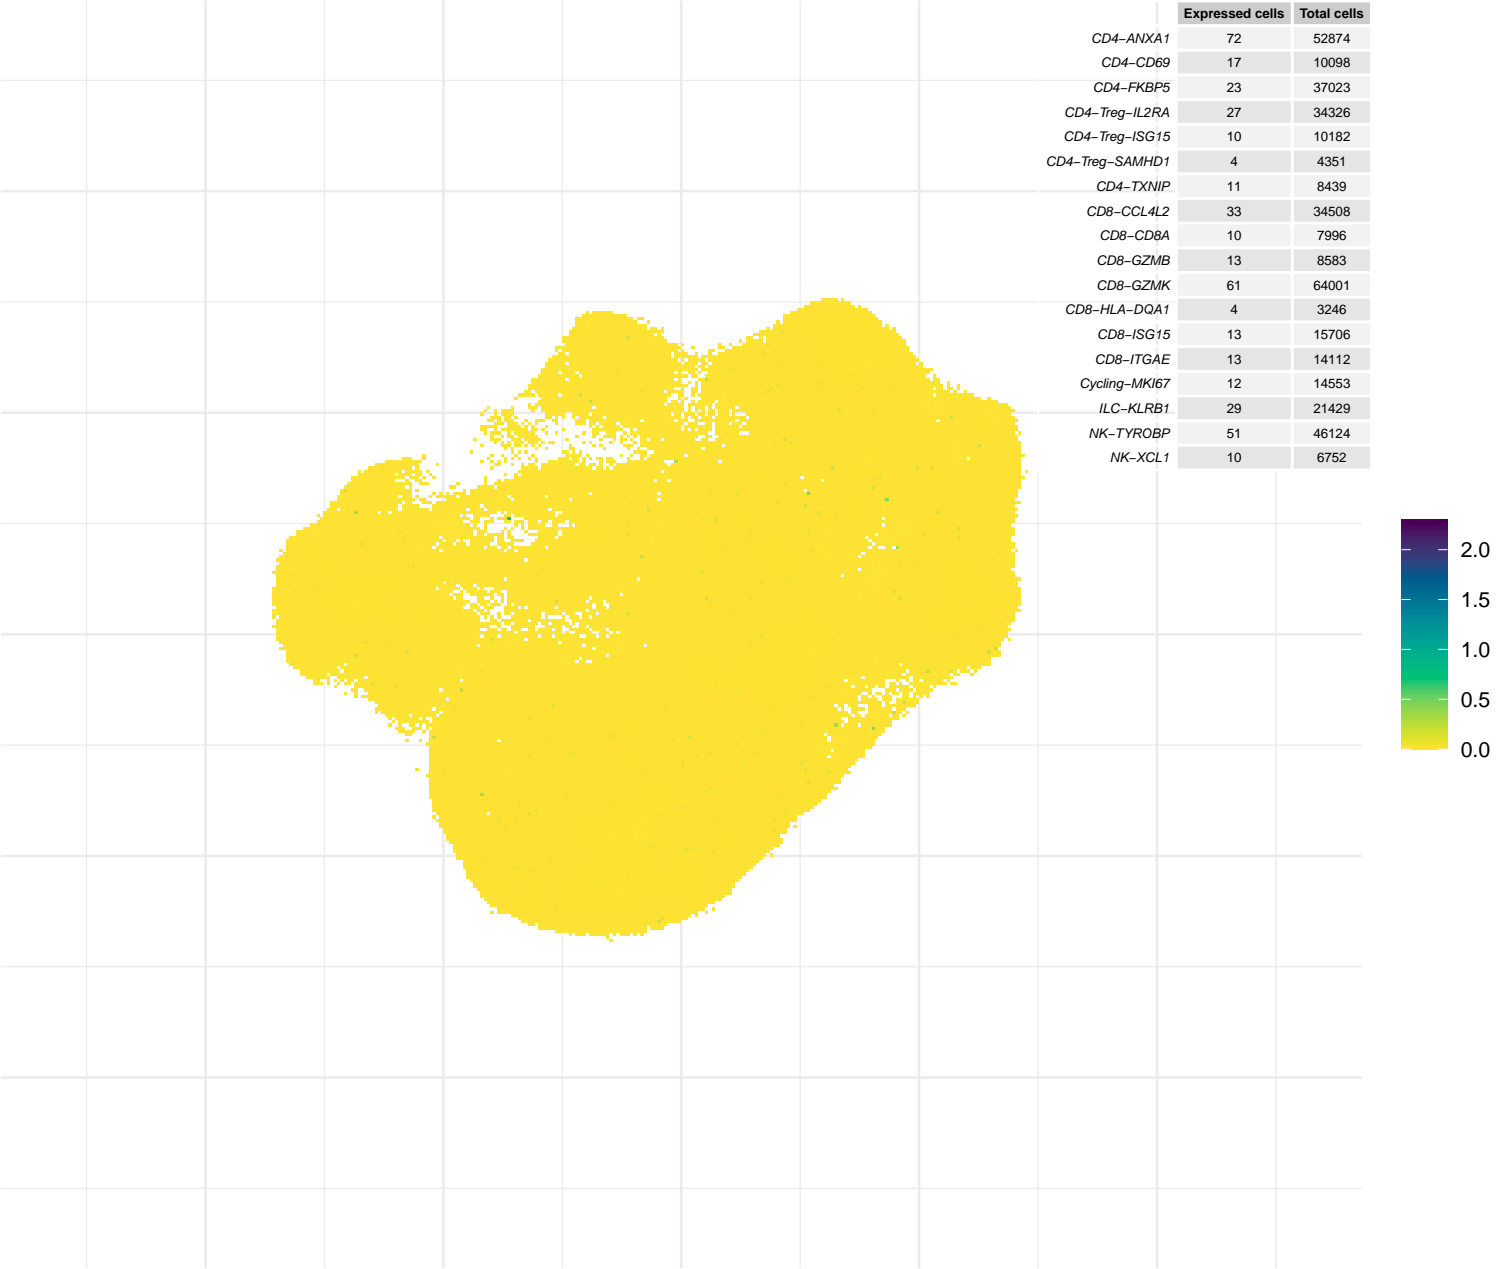 Expressed cells Total cells
CD4−ANXA1 72 52874
CD4−CD69 17 10098
CD4−FKBP5 23 37023
CD4−Treg−IL2RA 27 34326
CD4−Treg−ISG15 10 10182
CD4−Treg−SAMHD1 4 4351
CD4−TXNIP 11 8439
CD8−CCL4L2 33 34508
CD8−CD8A 10 7996
CD8−GZMB 13 8583
CD8−GZMK 61 64001
CD8−HLA−DQA1 4 3246
CD8−ISG15 13 15706
CD8−ITGAE 13 14112
Cycling−MKI67 12 14553
ILC−KLRB1 29 21429
NK−TYROBP 51 46124
NK−XCL1 10 6752
2.0
1.5
1.0
0.5
0.0